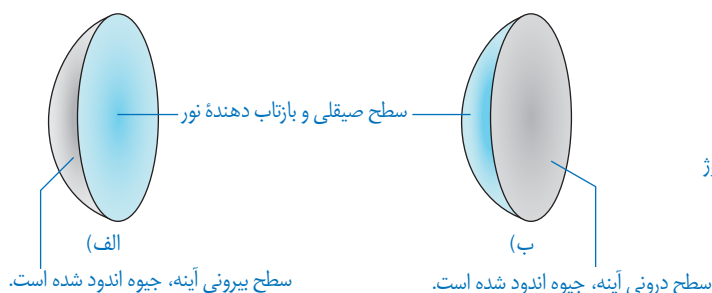 سطح صیقلی و بازتاب دهندهٔ نور
الف)
ب)
سطح بیرونی آینه، جیوه اندود شده است.
سطح درونی آینه، جیوه اندود شده است.